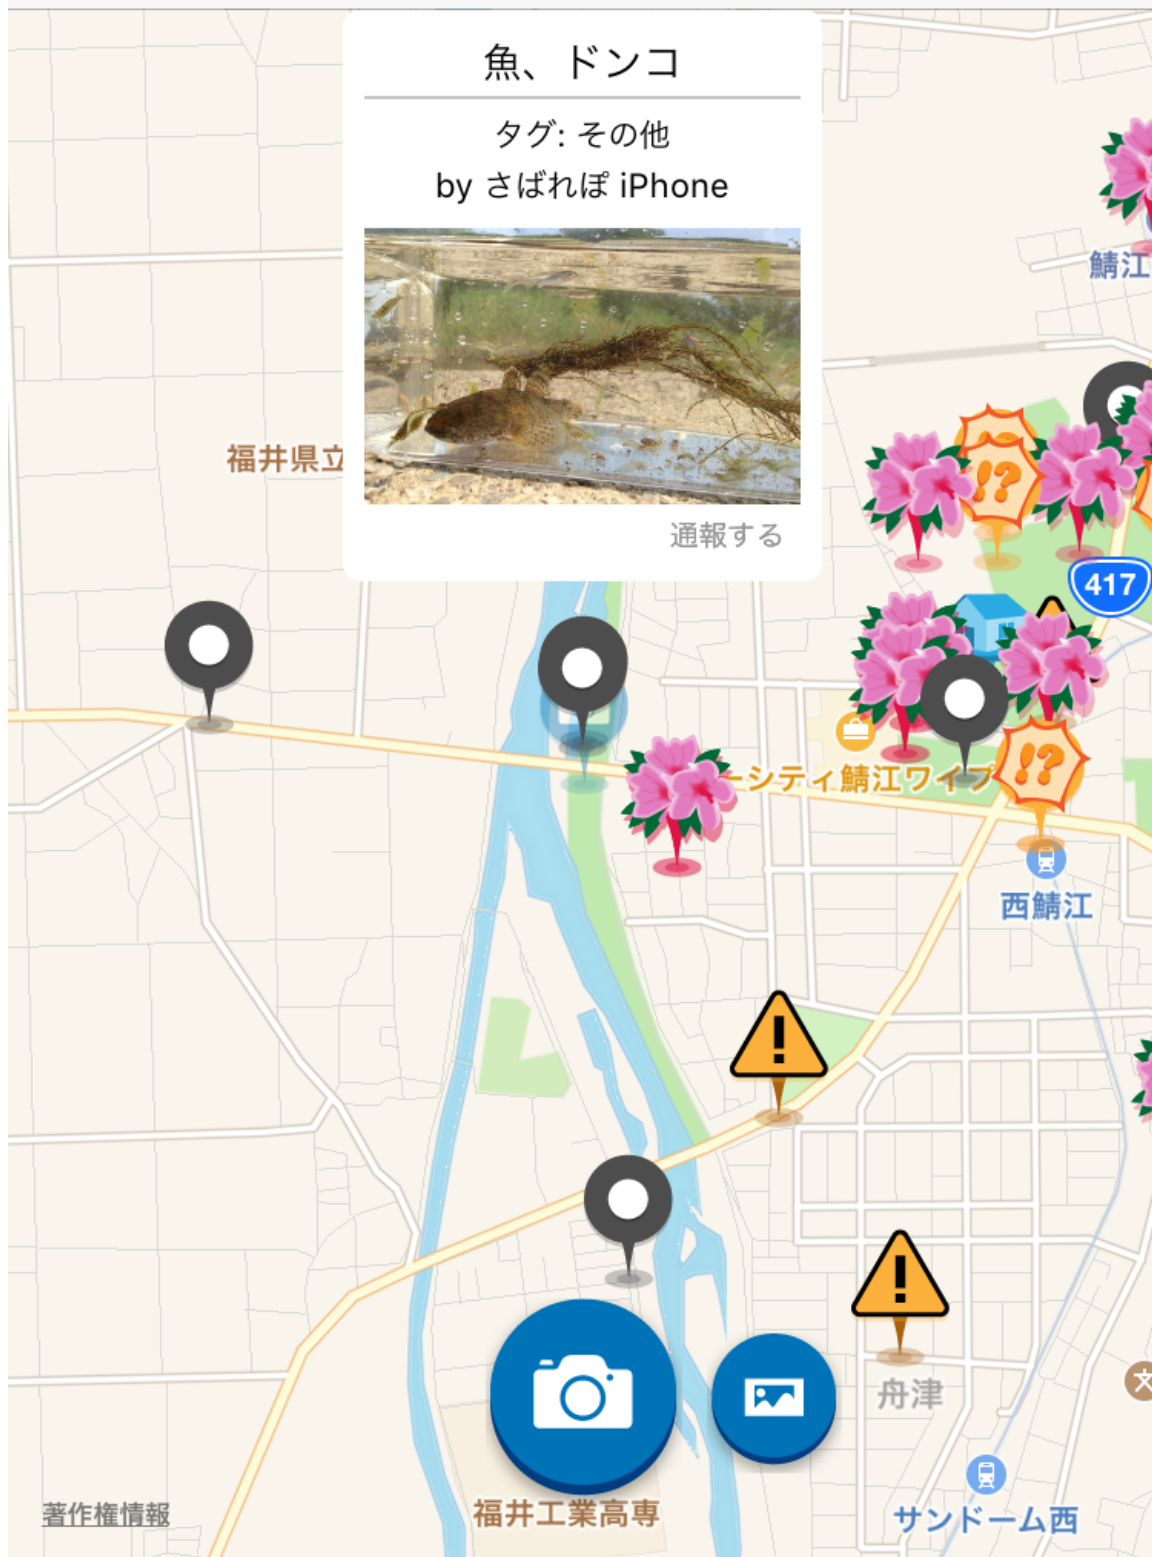 魚、ドンコ
タグ: その他
by さばれぽ iPhone
通報する
鯖江
福井県立
!?
417
ーシティ鯖江ワイプ
!?
西鯖江
!
!
舟津
文
著作権情報
福井工業高専
サンドーム西